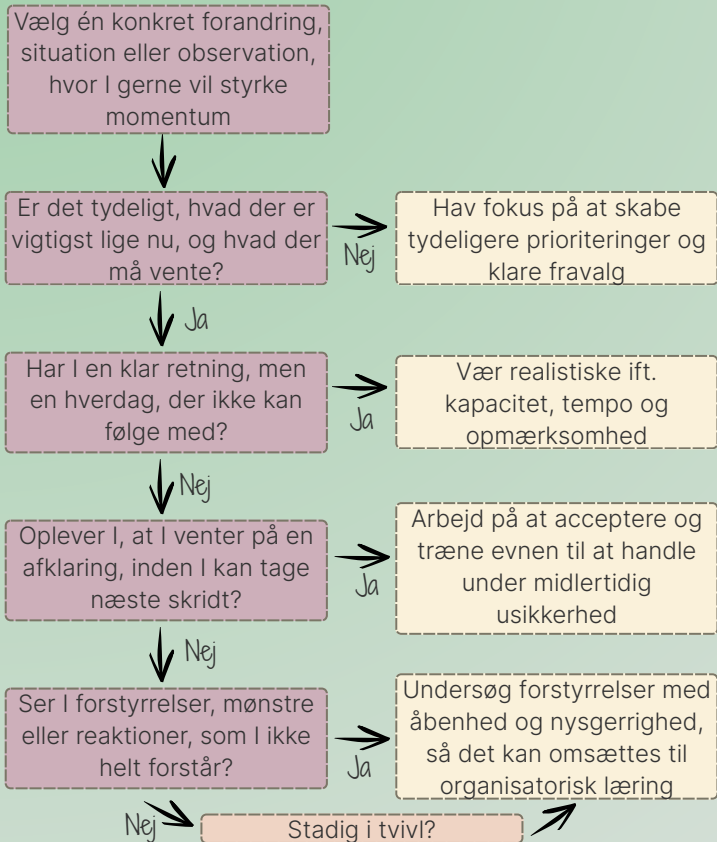 Vælg én konkret forandring,
situation eller observation,
hvor I gerne vil styrke
momentum
Er det tydeligt, hvad der er
vigtigst lige nu, og hvad der
må vente?
Nej
Hav fokus på at skabe
tydeligere prioriteringer og
klare fravalg
Ja
Har I en klar retning, men
en hverdag, der ikke kan
følge med?
Ja
Vær realistiske ift.
kapacitet, tempo og
opmærksomhed
Nej
Oplever I, at I venter på en
afklaring, inden I kan tage
næste skridt?
Ja
Arbejd på at acceptere og
træne evnen til at handle
under midlertidig
usikkerhed
Nej
Ser I forstyrrelser, mønstre
eller reaktioner, som I ikke
helt forstår?
Ja
Undersøg forstyrrelser med
åbenhed og nysgerrighed,
så det kan omsættes til
organisatorisk læring
Nej
Stadig i tvivl?